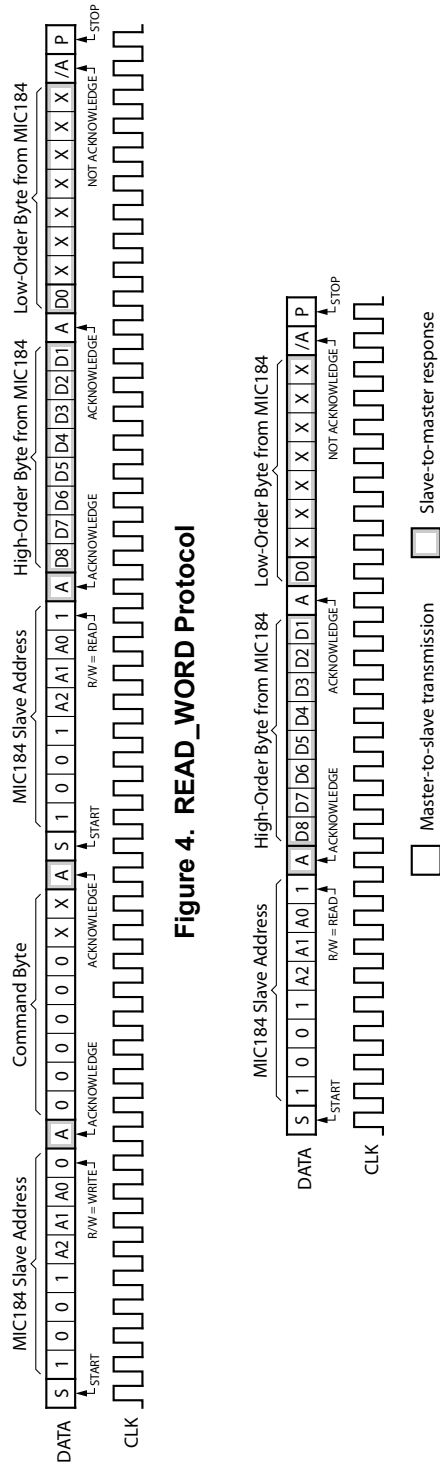 MIC184 Slave Address Command Byte MIC184 Slave Address High-Order Byte from MIC184 Low-Order Byte from MIC184
DATA S 1 0 0 1 A2 A1 A0 0 A 0 0 0 0 0 0 X X A S 1 0 0 1 A2 A1 A0 1 A D8 D7 D6 D5 D4 D3 D2 D1 A D0 X X X X X X X /A P
START R/W = WRITE ACKNOWLEDGE ACKNOWLEDGE START R/W = READ ACKNOWLEDGE ACKNOWLEDGE NOT ACKNOWLEDGE STOP
CLK
Figure 4. READ_WORD Protocol
MIC184 Slave Address High-Order Byte from MIC184 Low-Order Byte from MIC184
DATA S 1 0 0 1 A2 A1 A0 1 A D8 D7 D6 D5 D4 D3 D2 D1 A D0 X X X X X X X /A P
START R/W = READ ACKNOWLEDGE ACKNOWLEDGE NOT ACKNOWLEDGE STOP
CLK
Master-to-slave transmission Slave-to-master response